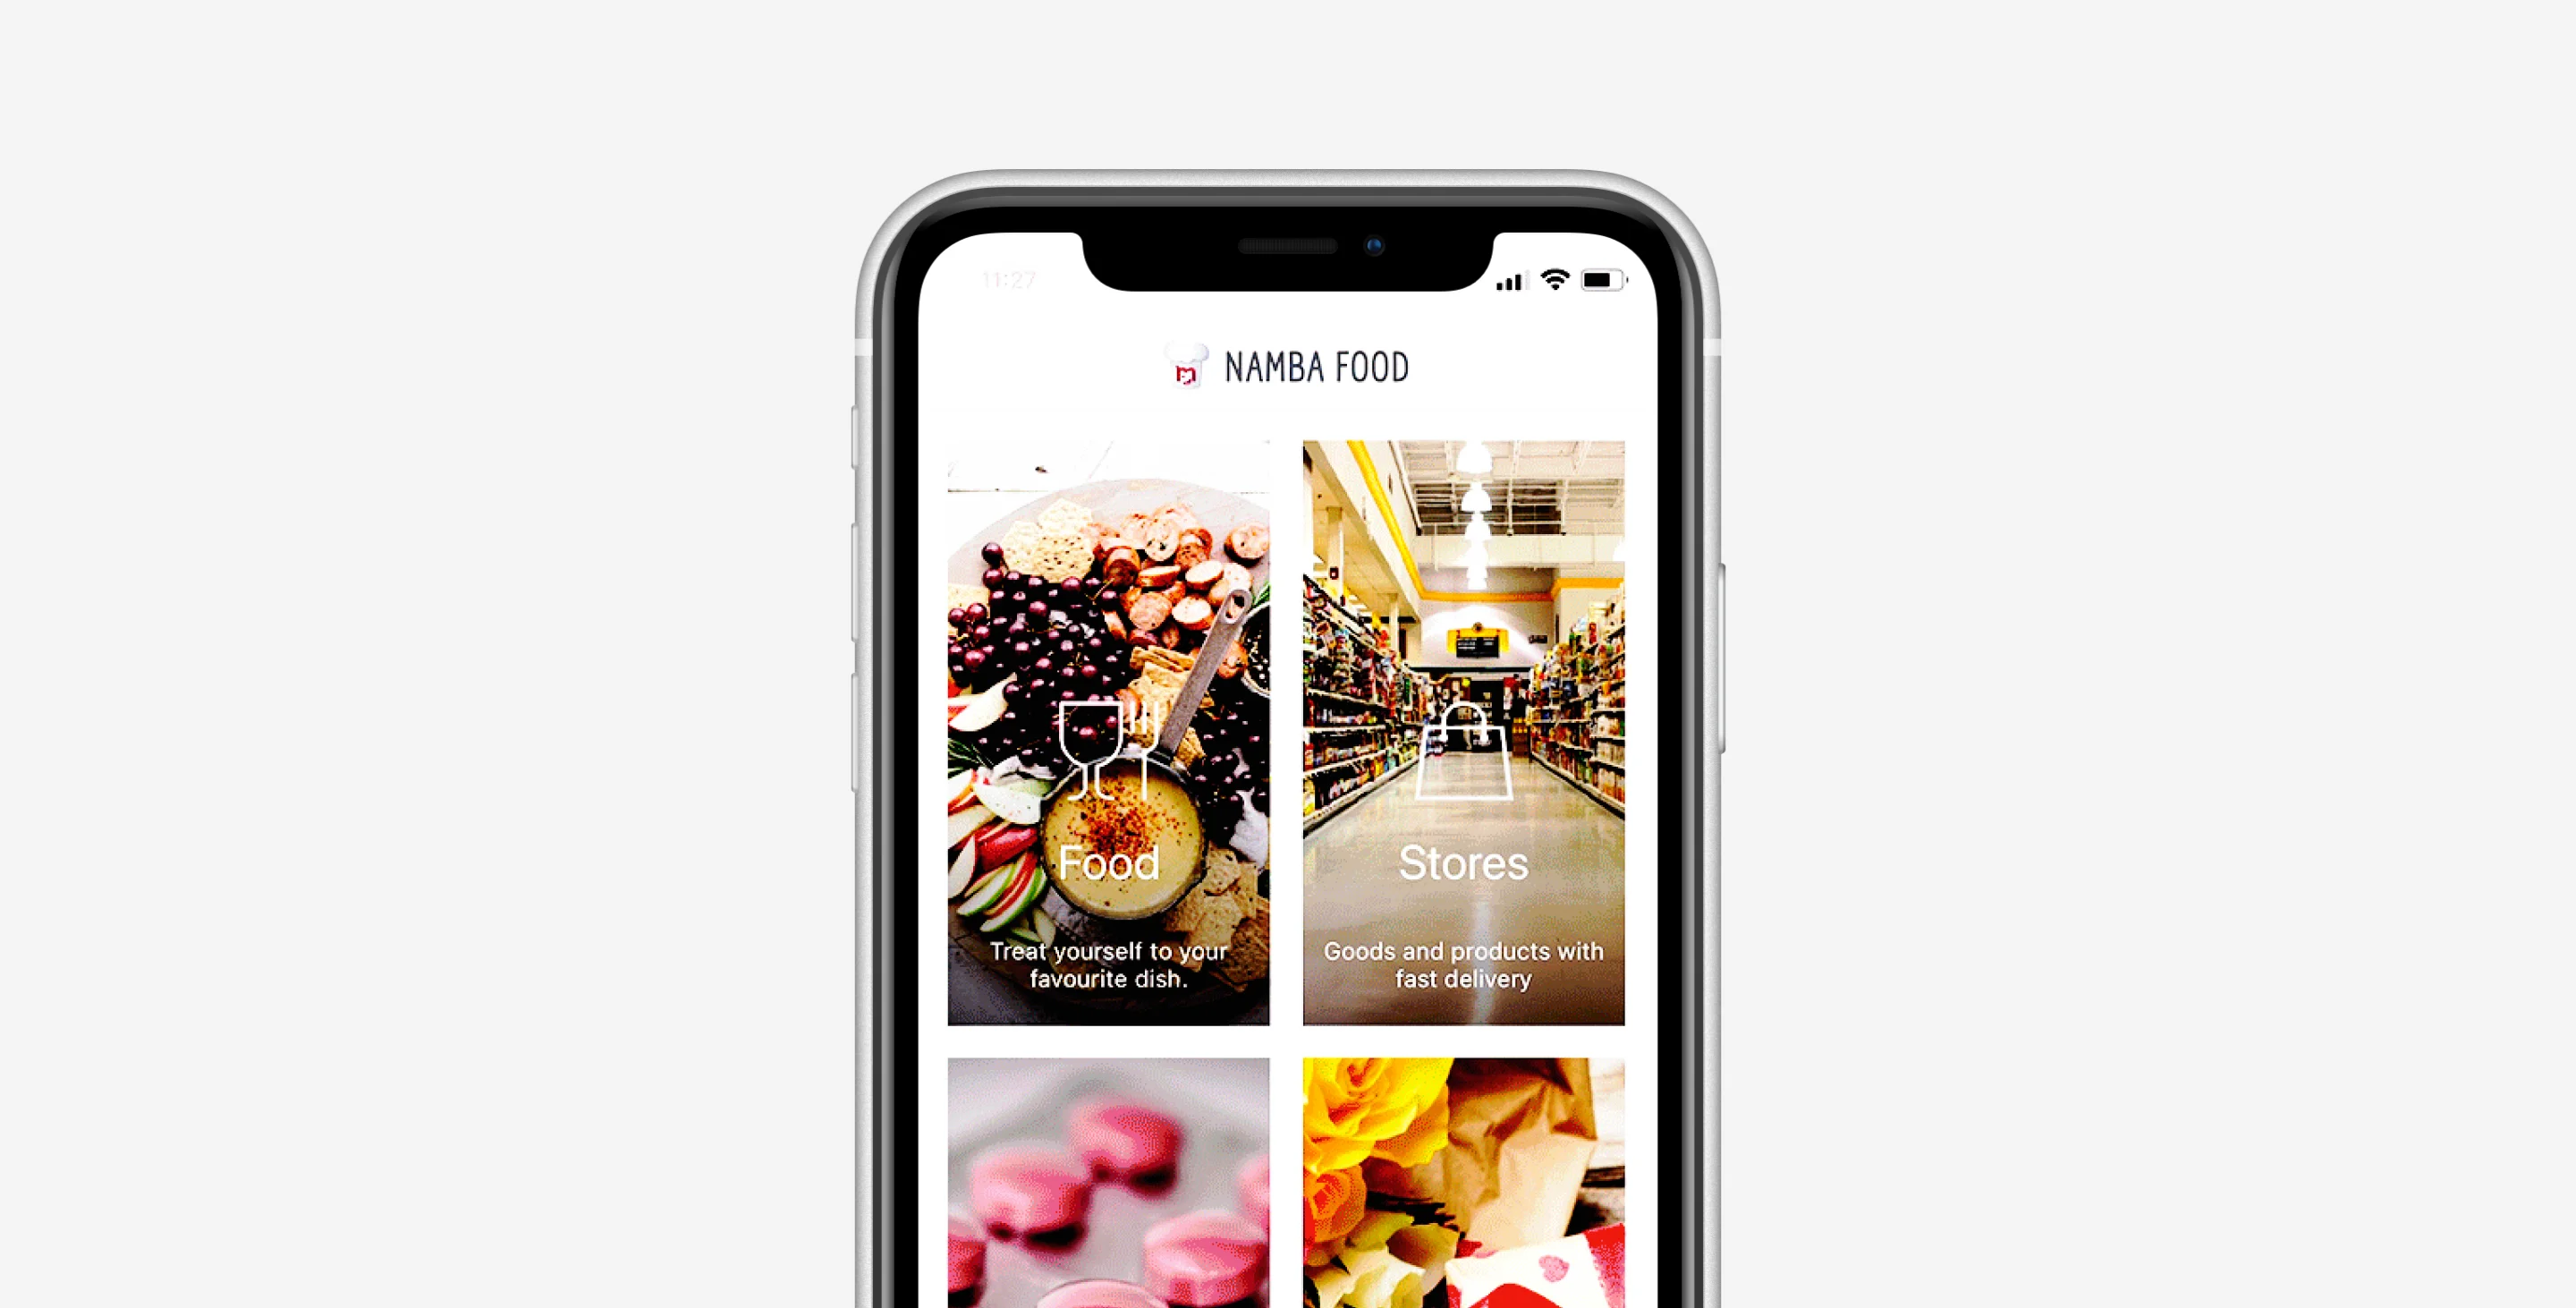 11:27
NAMBA FOOD
Food
Treat yourself to your
favourite dish.
Stores
Goods and products with
fast delivery